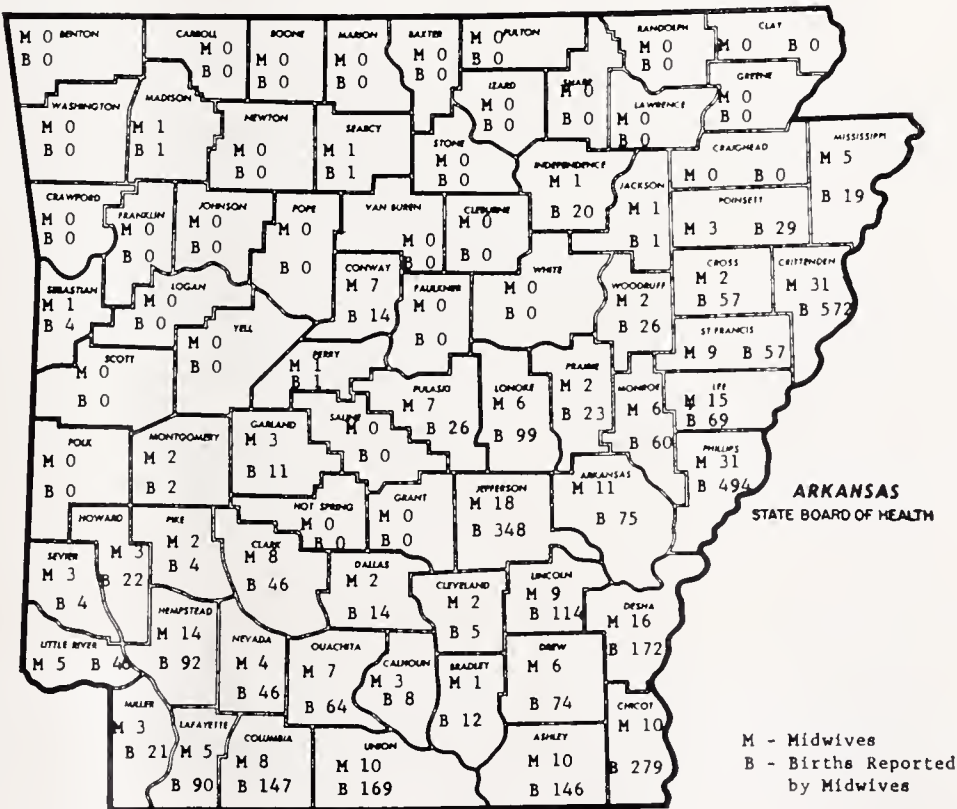 BENTON
M 0
B 0
CARROLL
M 0
B 0
BOONE
M 0
B 0
MARION
M 0
B 0
BAXTER
M 0
B 0
FULTON
M 0
B 0
RANDOLPH
M 0
B 0
CLAY
M 0 B 0
WASHINGTON
M 0
B 0
MADISON
M 1
B 1
NEWTON
M 0
B 0
SEARCY
M 1
B 1
STONE
M 0
B 0
IZARD
M 0
B 0
SHARP
M 0
B 0
LAWRENCE
M 0
B 0
GREENE
M 0
B 0
INDEPENDENCE
M 1
B 20
JACKSON
M 1
B 1
CRAIGHEAD
M 0 B 0
MISSISSIPPI
M 5
B 19
POINSETT
M 3 B 29
CRAWFORD
M 0
B 0
FRANKLIN
M 0
B 0
JOHNSON
M 0
B 0
POPE
M 0
B 0
VAN BUREN
M 0
B 0
CLEBURNE
M 0
B 0
SEBASTIAN
M 1
B 4
LOGAN
M 0
B 0
YELL
M 0
B 0
CONWAY
M 7
B 14
FAULKNER
M 0
B 0
WHITE
M 0
B 0
WOODRUFF
M 2
B 26
CROSS
M 2
B 57
CRITTENDEN
M 31
B 572
ST FRANCIS
M 9 B 57
SCOTT
M 0
B 0
PERRY
M 1
B 1
PULASKI
M 7
B 26
LONOKE
M 6
B 99
PRAIRIE
M 2
B 23
MONROE
M 6
B 60
LEE
M 15
B 69
PHILLIPS
M 31
B 494
POLK
M 0
B 0
MONTGOMERY
M 2
B 2
GARLAND
M 3
B 11
SALINE
M 0
B 0
HOT SPRING
M 0
B 0
GRANT
M 0
B 0
JEFFERSON
M 18
B 348
ARKANSAS
M 11
B 75
ARKANSAS
STATE BOARD OF HEALTH
HOWARD
M 3
B 22
PIKE
M 2
B 4
CLARK
M 8
B 46
DALLAS
M 2
B 14
CLEVELAND
M 2
B 5
LINCOLN
M 9
B 114
DESHA
M 16
B 172
SEVIER
M 3
B 4
LITTLE RIVER
M 5 B
HEMPSTEAD
M 14
B 92
NEVADA
M 4
B 46
OUACHITA
M 7
B 64
CALHOUN
M 3
B 8
BRADLEY
M 1
B 12
DREW
M 6
B 74
CHICOT
M 10
B 279
MILLER
M 3
B 21
LAFAYETTE
M 5
B 90
COLUMBIA
M 8
B 147
UNION
M 10
B 169
ASHLEY
M 10
B 146
M - Midwives
B - Births Reported
by Midwives